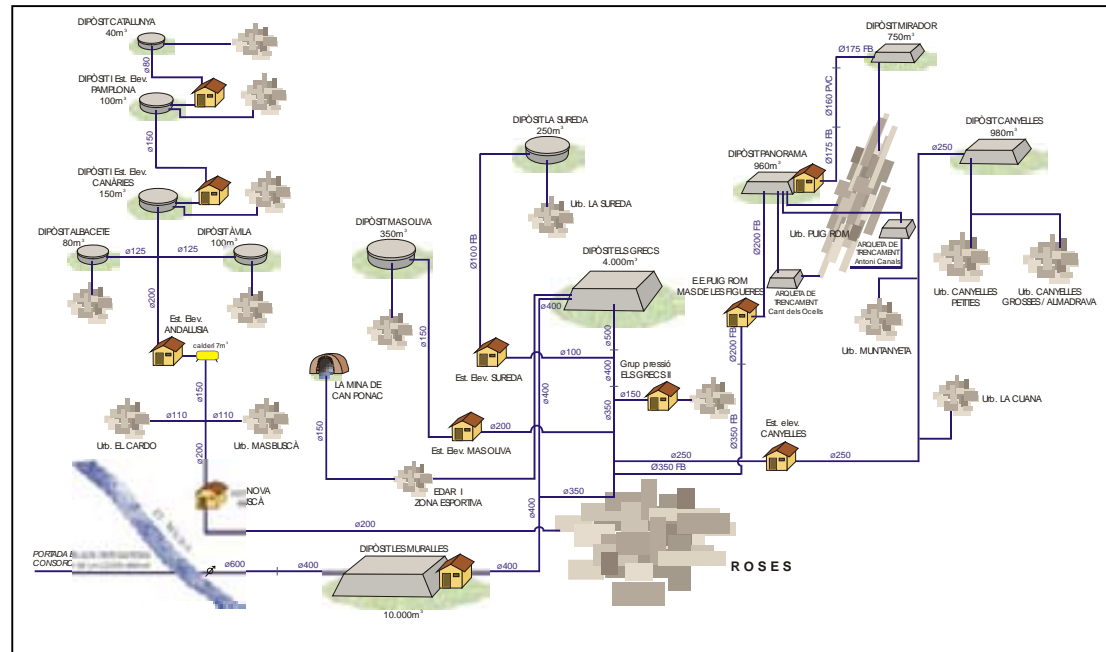 DIPÒSIT CATALUNYA
40m³
ø80
DIPÒSIT I Est. Elev.
PAMPLONA
100m³
ø150
DIPÒSIT I Est. Elev.
CANÀRIES
150m³
DIPÒSIT ALBACETE
80m³
ø125
ø125
DIPÒSIT ÀVILA
100m³
ø200
Est. Elev.
ANDALUSIA
calderí 7m³
ø150
ø110
ø110
Urb. EL CARDO
Urb. MAS BUSCÀ
ø200
NOVA
PORTADA
CONSORC
ø600
ø400
DIPÒSIT LES MURALLES
10.000m³
ø400
ø200
LA MINA DE
CAN PONAC
ø150
EDAR I
ZONA ESPORTIVA
DIPÒSIT MAS OLIVA
350m³
ø150
Est. Elev. MAS OLIVA
ø200
DIPÒSIT LA SUREDA
250m³
Urb. LA SUREDA
Ø100 FB
Est. Elev. SUREDA
ø100
DIPÒSIT ELS GRECS
4.000m³
ø400
ø500
ø400
ø400
ø350
Grup pressió
ELS GRECS II
ø150
ø350
ø400
ROSES
Ø350 FB
ø250
Est. elev.
CANYELLES
ø250
Ø350 FB
Ø200 FB
E.E.PUIG ROM
MAS DE LES FIGUERES
Ø200 FB
DIPÒSIT PANORAMA
960m³
Ø175 FB
Ø160 PVC
Ø175 FB
DIPÒSIT MIRADOR
750m³
Urb. PUIG ROM
ARQUETA DE
TRENCAMENT
Cant dels Ocells
ARQUETA DE
TRENCAMENT
Antoni Canals
DIPÒSIT CANYELLES
980m³
ø250
Urb. CANYELLES
PETITES
Urb. CANYELLES
GROSSES / ALMADRAVA
Urb. MUNTANYETA
Urb. LA CUANA